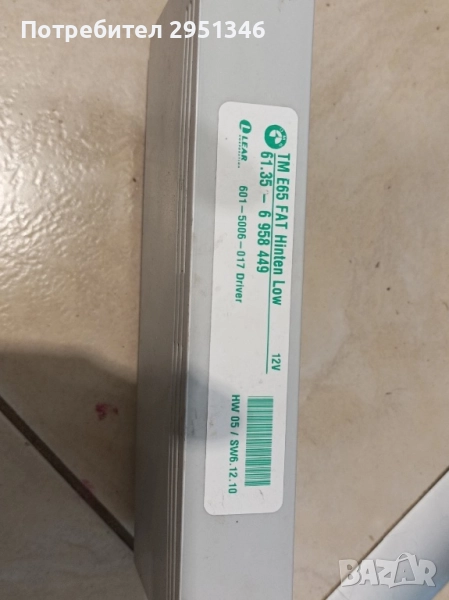 Потребител 2951346
TM E65 FAT Hinten Low
61.35 – 6 958 449
12V
LEAR
601–5006–017 Driver
HW 05 / SW6.12.10
BAZAR